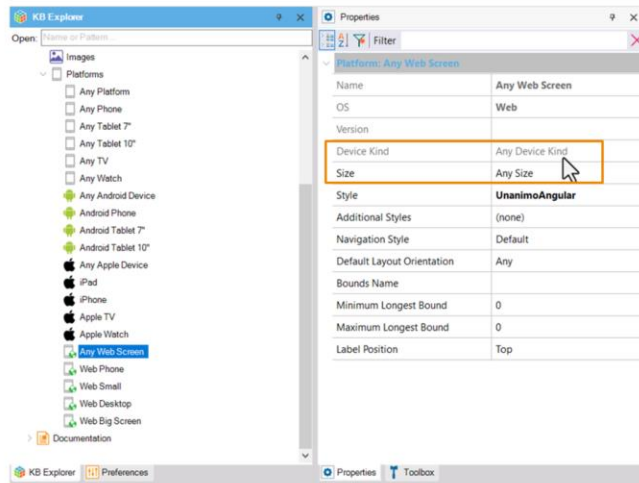 KB Explorer
Open: Name or Pattern...
Images
Platforms
Any Platform
Any Phone
Any Tablet 7"
Any Tablet 10"
Any TV
Any Watch
Any Android Device
Android Phone
Android Tablet 7"
Android Tablet 10"
Any Apple Device
iPad
iPhone
Apple TV
Apple Watch
Any Web Screen
Web Phone
Web Small
Web Desktop
Web Big Screen
Documentation
KB Explorer Preferences
Properties
Filter
Platform: Any Web Screen
Name Any Web Screen
OS Web
Version
Device Kind Any Device Kind
Size Any Size
Style UnanimoAngular
Additional Styles (none)
Navigation Style Default
Default Layout Orientation Any
Bounds Name
Minimum Longest Bound 0
Maximum Longest Bound 0
Label Position Top
Properties Toolbox